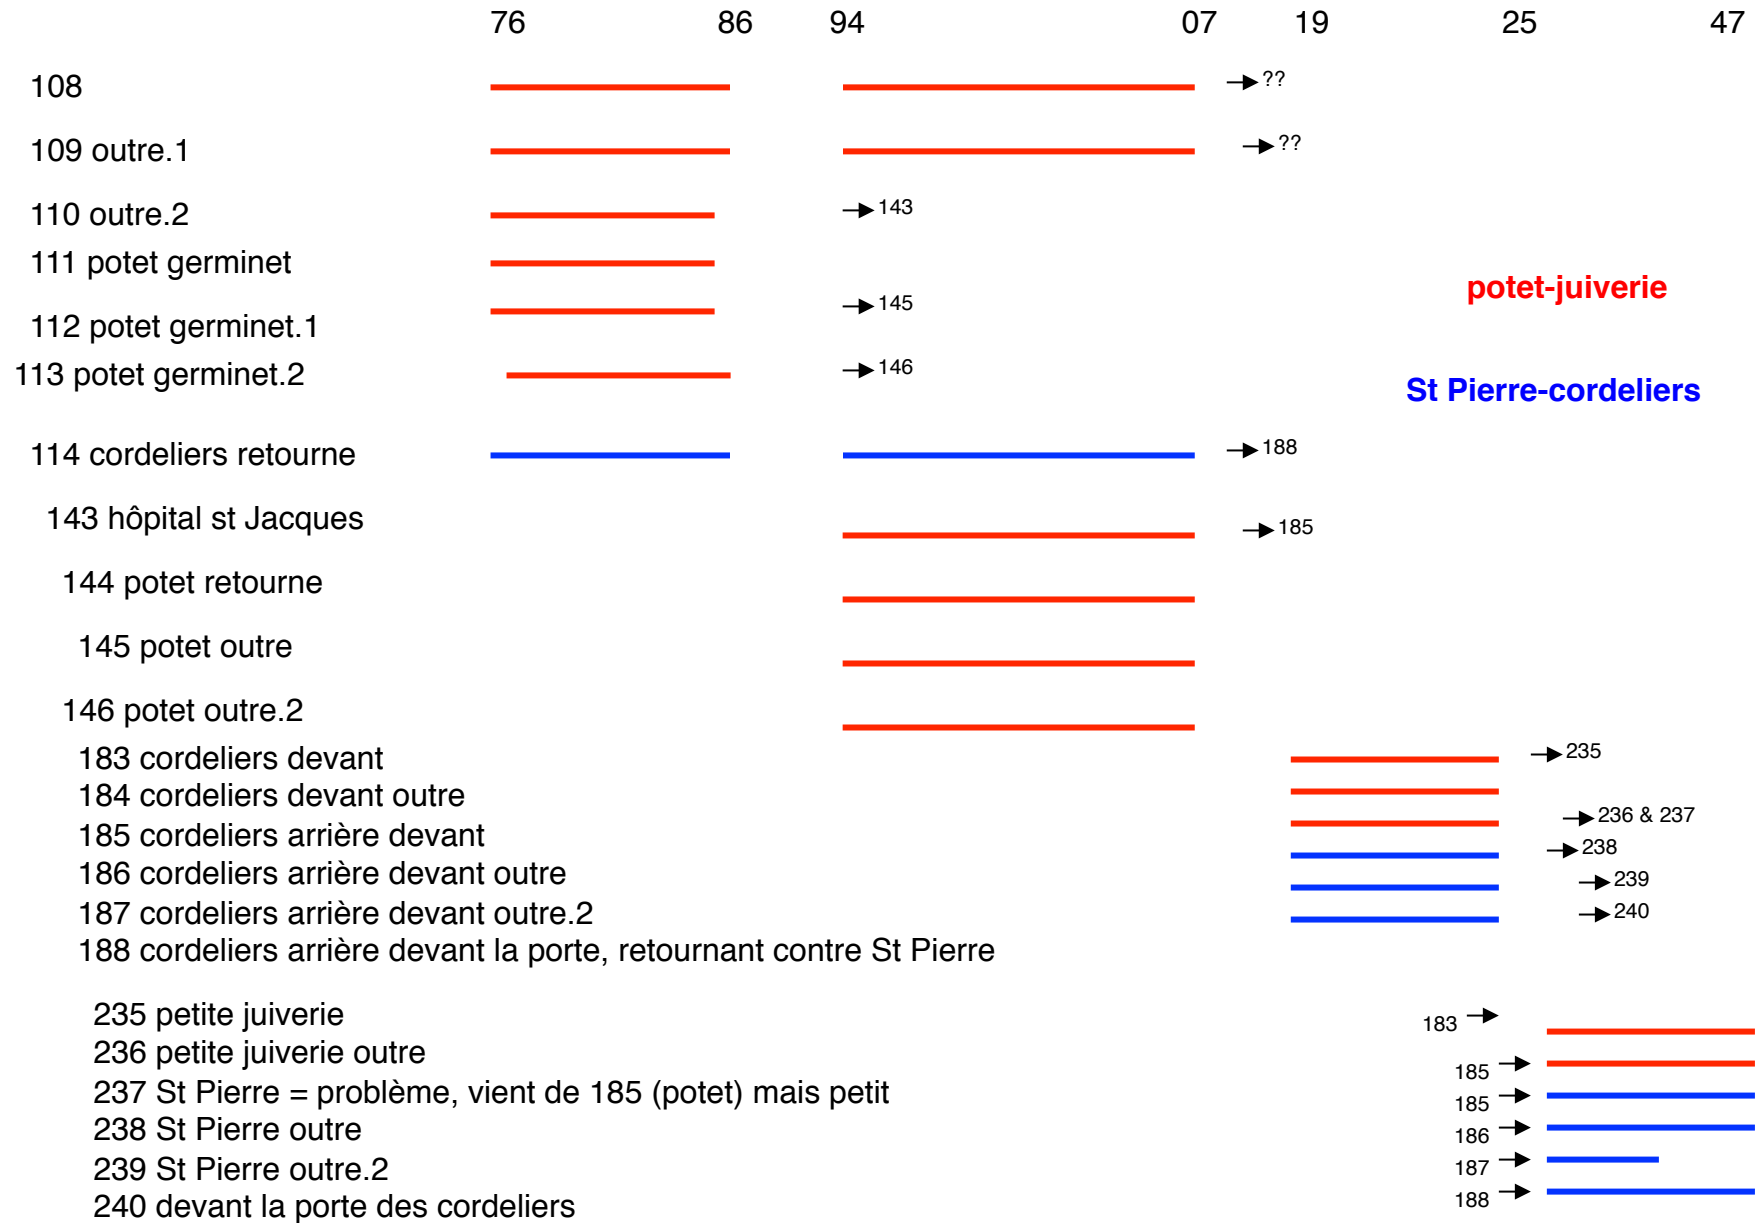 76 86 94 07 19 25 47
108 ??
109 outre.1 ??
110 outre.2 143
111 potet germinet
potet-juiverie
112 potet germinet.1 145
113 potet germinet.2 146
St Pierre-cordeliers
114 cordeliers retourne 188
143 hôpital st Jacques 185
144 potet retourne
145 potet outre
146 potet outre.2
183 cordeliers devant 235
184 cordeliers devant outre
185 cordeliers arrière devant 236 & 237
238
186 cordeliers arrière devant outre 239
187 cordeliers arrière devant outre.2 240
188 cordeliers arrière devant la porte, retournant contre St Pierre
235 petite juiverie 183
236 petite juiverie outre 185
237 St Pierre = problème, vient de 185 (potet) mais petit 185
238 St Pierre outre 186
239 St Pierre outre.2 187
240 devant la porte des cordeliers 188